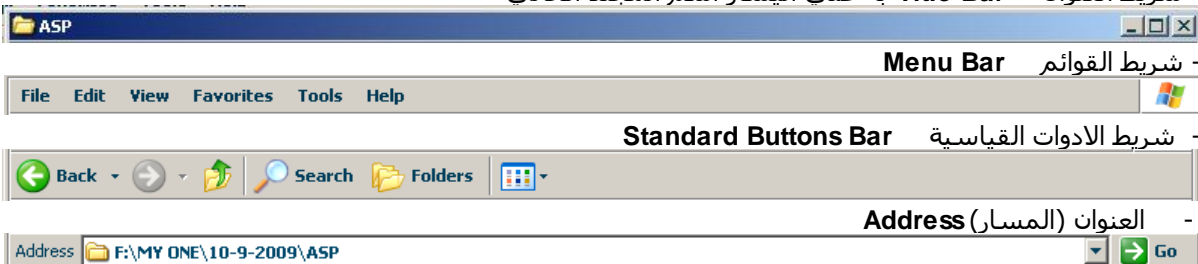 ASP
- شريط القوائم Menu Bar
File Edit View Favorites Tools Help
- شريط الادوات القياسية Standard Buttons Bar
Back Search Folders
- العنوان (المسار) Address
Address F:\MY ONE\10-9-2009\ASP Go